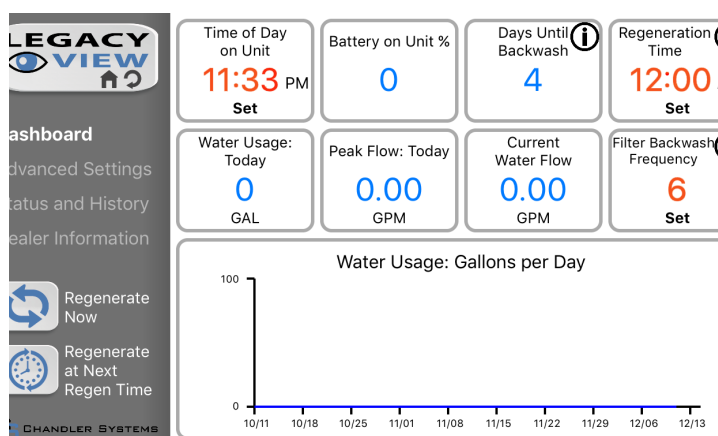 LEGACY
VIEW
ashboard
dvanced Settings
tatus and History
ealer Information
Regenerate
Now
Regenerate
at Next
Regen Time
CHANDLER SYSTEMS
Time of Day
on Unit
11:33 PM
Set
Battery on Unit %
0
Days Until
Backwash
i
4
Regeneration
Time
12:00
Set
Water Usage:
Today
0
GAL
Peak Flow: Today
0.00
GPM
Current
Water Flow
0.00
GPM
Filter Backwash
Frequency
6
Set
Water Usage: Gallons per Day
100
0
10/11 10/18 10/25 11/01 11/08 11/15 11/22 11/29 12/06 12/13